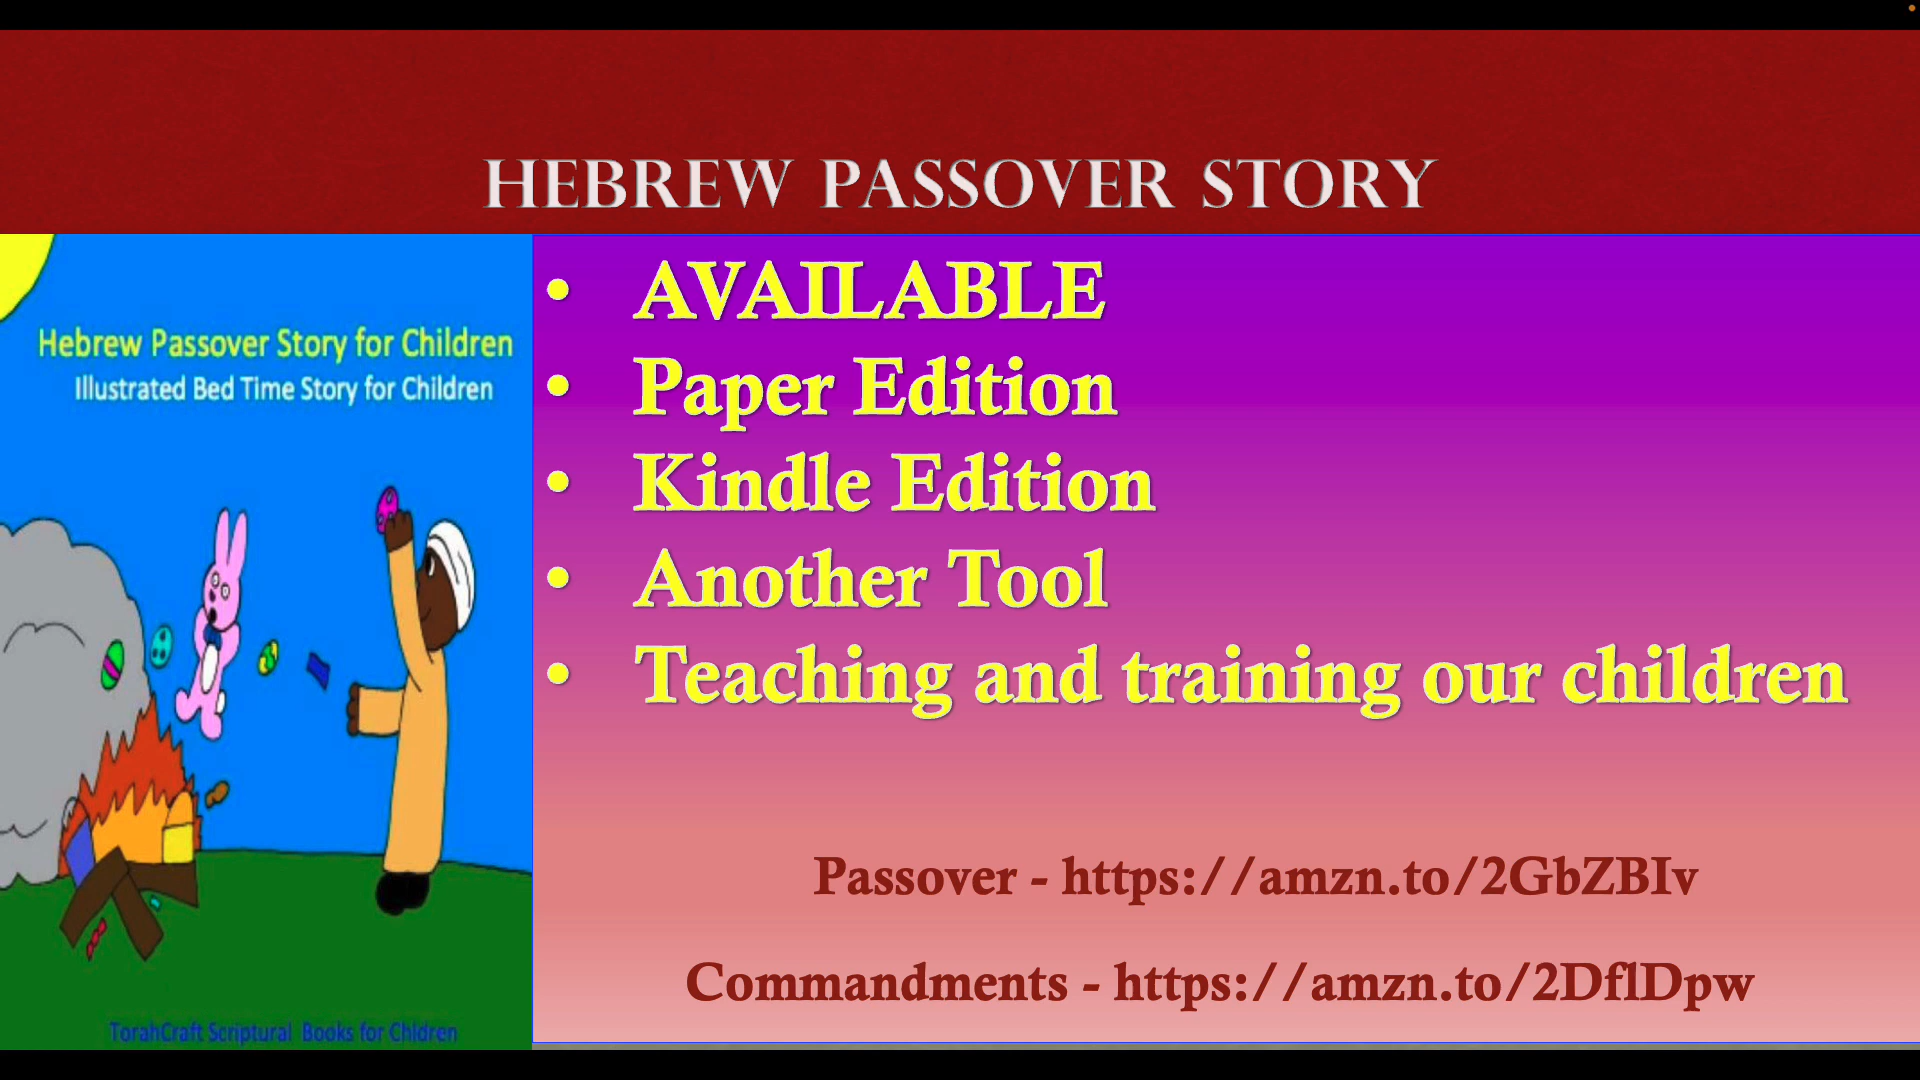 HEBREW PASSOVER STORY
Hebrew Passover Story for Children
Illustrated Bed Time Story for Children
TorahCraft Scriptural Books for Children
• AVAILABLE
• Paper Edition
• Kindle Edition
• Another Tool
• Teaching and training our children
Passover - https://amzn.to/2GbZBIv
Commandments - https://amzn.to/2DflDpw